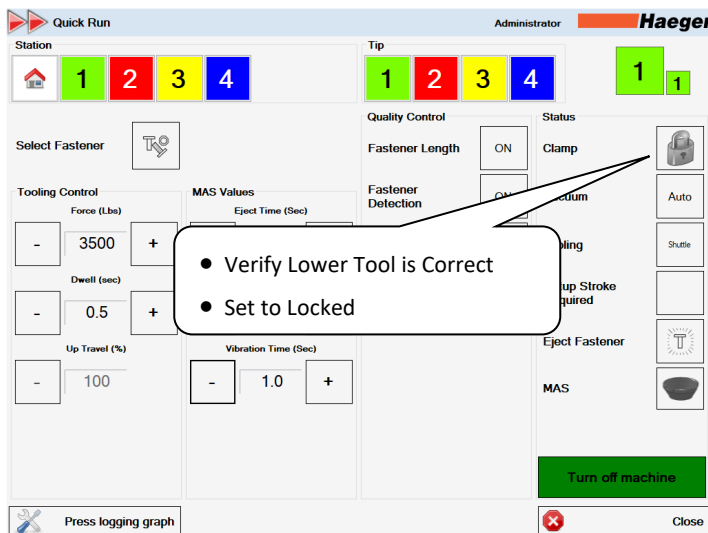 Quick Run
Administrator
Haeger
Station
1 2 3 4
Tip
1 2 3 4
1 1
Select Fastener
Quality Control
Fastener Length ON
Fastener
Detection
Status
Clamp
Auto
Shuttle
Eject Fastener
MAS
Tooling Control
Force (Lbs)
- 3500 +
Dwell (sec)
- 0.5 +
Up Travel (%)
- 100
MAS Values
Eject Time (Sec)
• Verify Lower Tool is Correct
• Set to Locked
Vibration Time (Sec)
- 1.0 +
Turn off machine
Press logging graph
Close